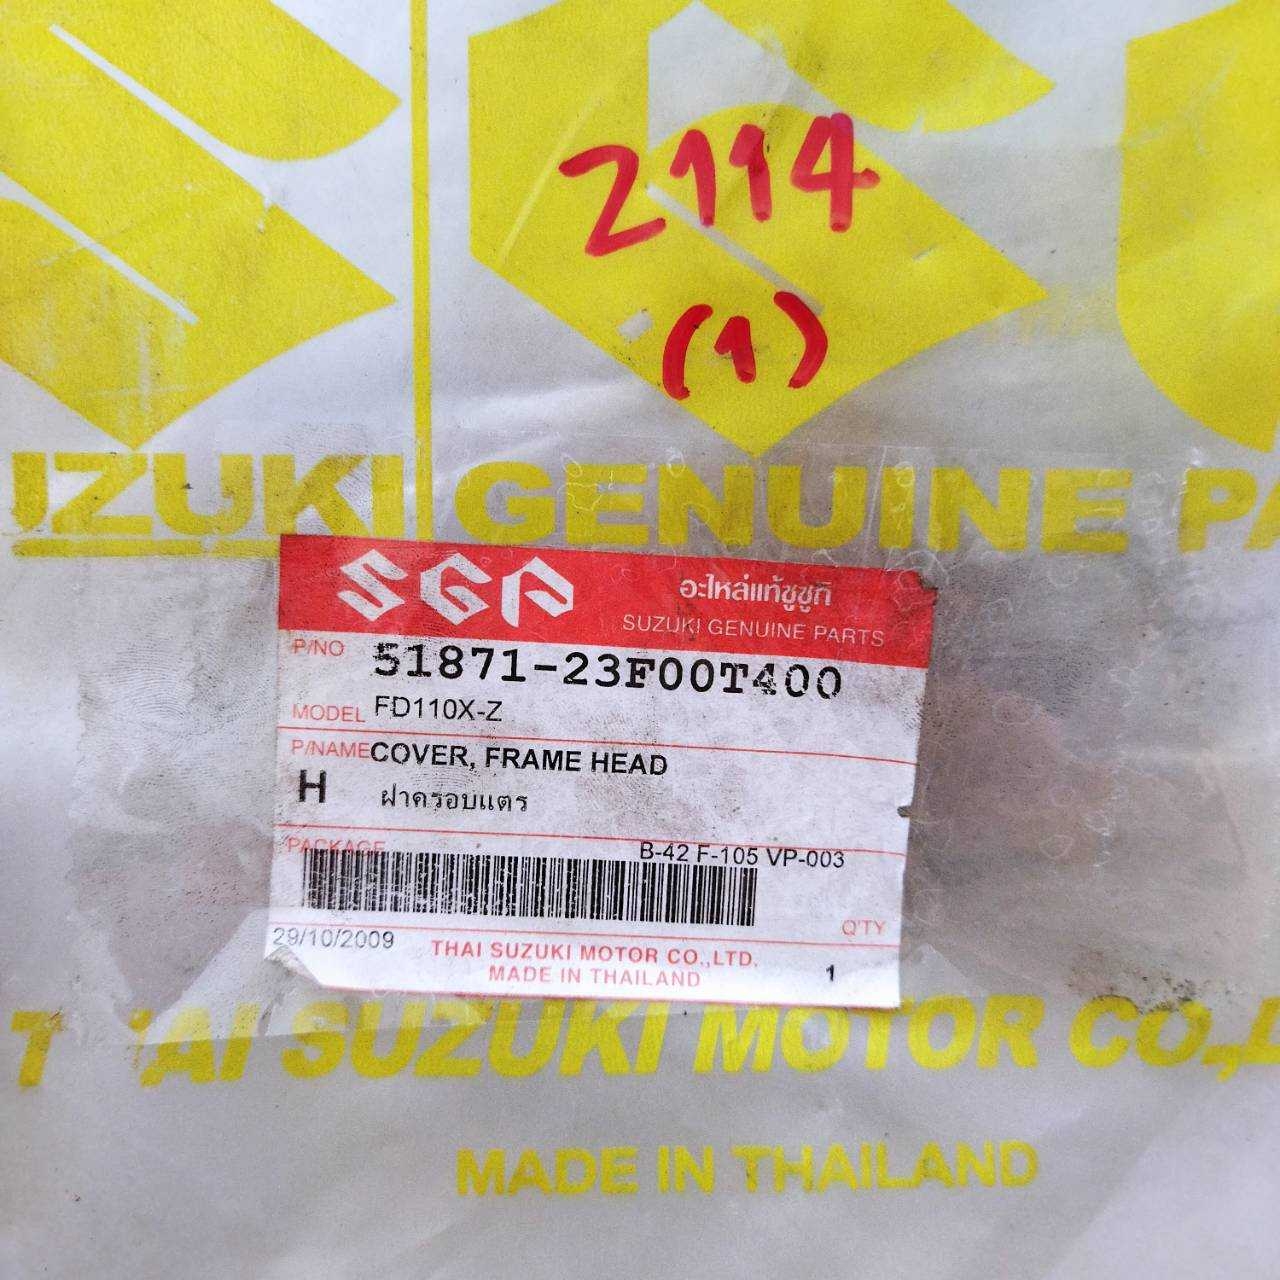 2114
(1)
UZUKI GENUINE PA
SGP
อะไหล่แท้ซูซูกิ
SUZUKI GENUINE PARTS
P/NO 51871-23F00T400
MODEL FD110X-Z
P/NAME COVER, FRAME HEAD
H ฝาครอบแตร
PACKAGE B-42 F-105 VP-003
Q'TY
29/10/2009 THAI SUZUKI MOTOR CO.,LTD.
MADE IN THAILAND 1
THAI SUZUKI MOTOR CO.,L
MADE IN THAILAND